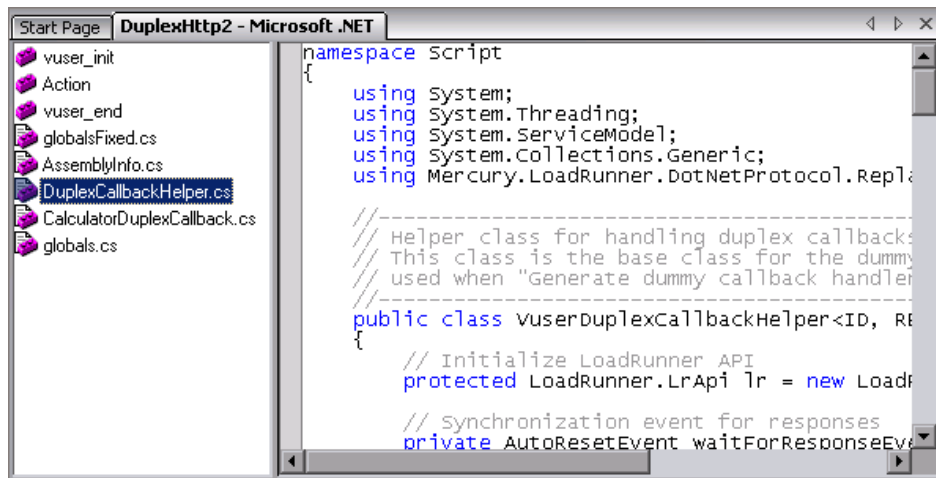 Start Page DuplexHttp2 - Microsoft .NET
vuser_init
Action
vuser_end
globalsFixed.cs
AssemblyInfo.cs
DuplexCallbackHelper.cs
CalculatorDuplexCallback.cs
globals.cs
namespace Script
{
using System;
using System.Threading;
using System.ServiceModel;
using System.Collections.Generic;
using Mercury.LoadRunner.DotNetProtocol.Repla
//-------------------------------------------
// Helper class for handling duplex callbacks
// This class is the base class for the dummy
// used when "Generate dummy callback handler
//-------------------------------------------
public class VuserDuplexCallbackHelper<ID, RE
{
// Initialize LoadRunner API
protected LoadRunner.LrApi lr = new LoadR
// Synchronization event for responses
private AutoResetEvent waitForResponseEve